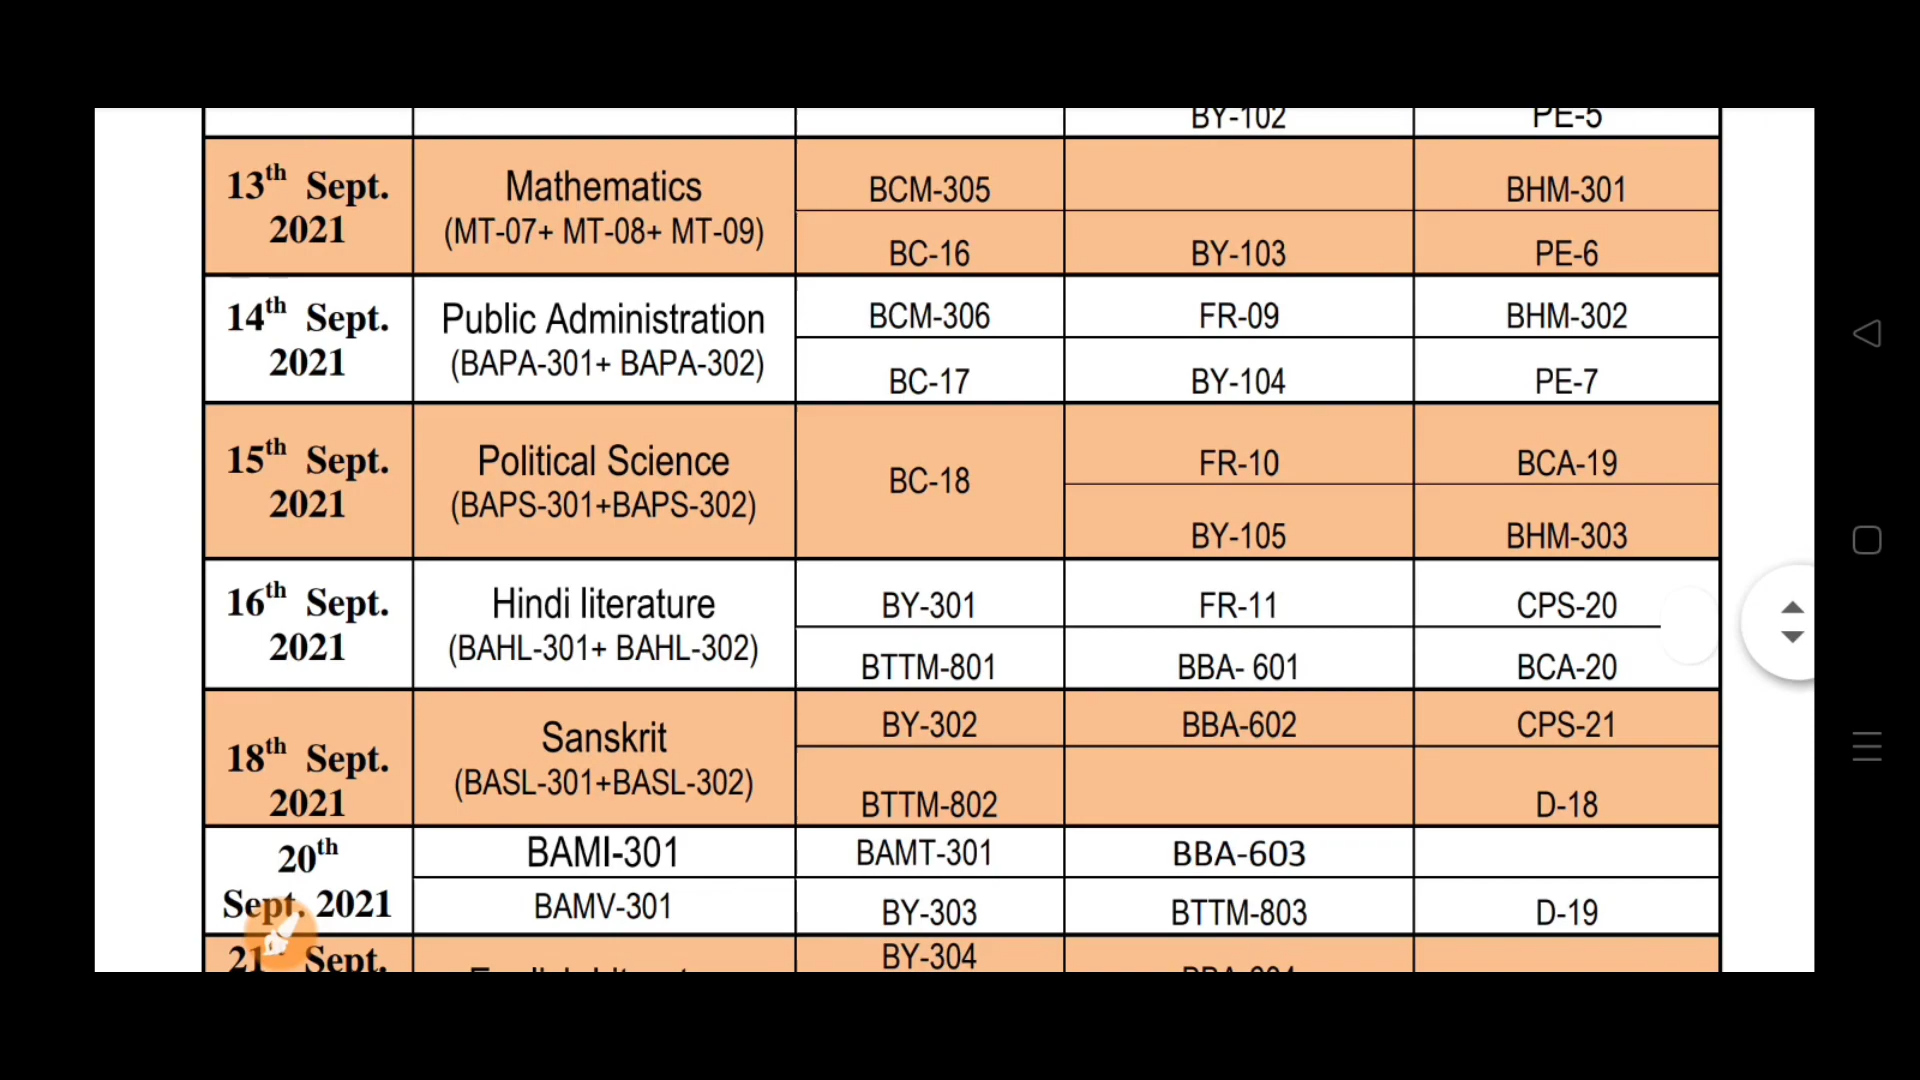 BY-102 PE-5
13th Sept. 2021
Mathematics
(MT-07+ MT-08+ MT-09)
BCM-305 BHM-301
BC-16 BY-103 PE-6
14th Sept. 2021
Public Administration
(BAPA-301+ BAPA-302)
BCM-306 FR-09 BHM-302
BC-17 BY-104 PE-7
15th Sept. 2021
Political Science
(BAPS-301+BAPS-302)
BC-18
FR-10 BCA-19
BY-105 BHM-303
16th Sept. 2021
Hindi literature
(BAHL-301+ BAHL-302)
BY-301 FR-11 CPS-20
BTTM-801 BBA- 601 BCA-20
18th Sept. 2021
Sanskrit
(BASL-301+BASL-302)
BY-302 BBA-602 CPS-21
BTTM-802 D-18
20th Sept. 2021
BAMI-301 BAMT-301 BBA-603
BAMV-301 BY-303 BTTM-803 D-19
21 Sept.
BY-304